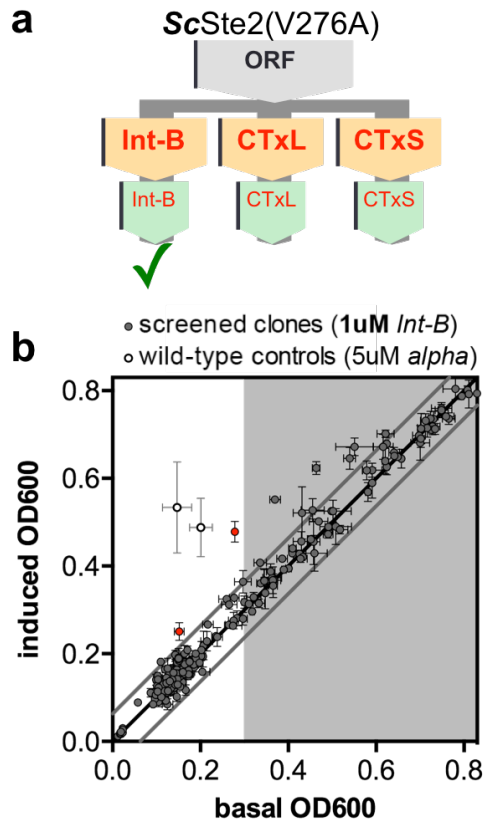 a
ScSte2(V276A)
ORF
Int-B CTxL CTxS
Int-B CTxL CTxS
screened clones (1uM Int-B)
b
wild-type controls (5uM alpha)
0.8
0.6
0.4
0.2
0.0
induced OD600
0.0 0.2 0.4 0.6 0.8
basal OD600